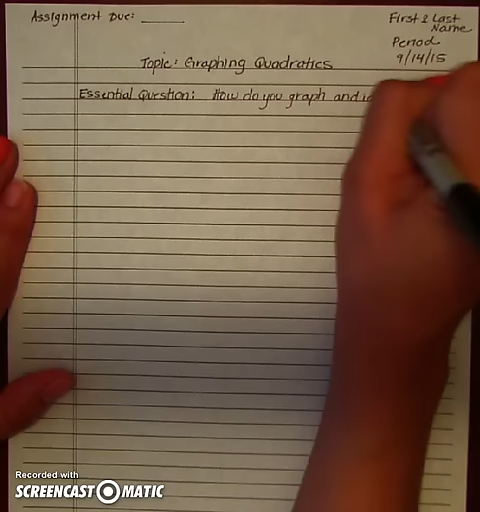 Assignment Due: ____
First & Last
Name
Period
9/14/15
Topic: Graphing Quadratics
Essential Question: How do you graph and
Recorded with
SCREENCAST-O-MATIC